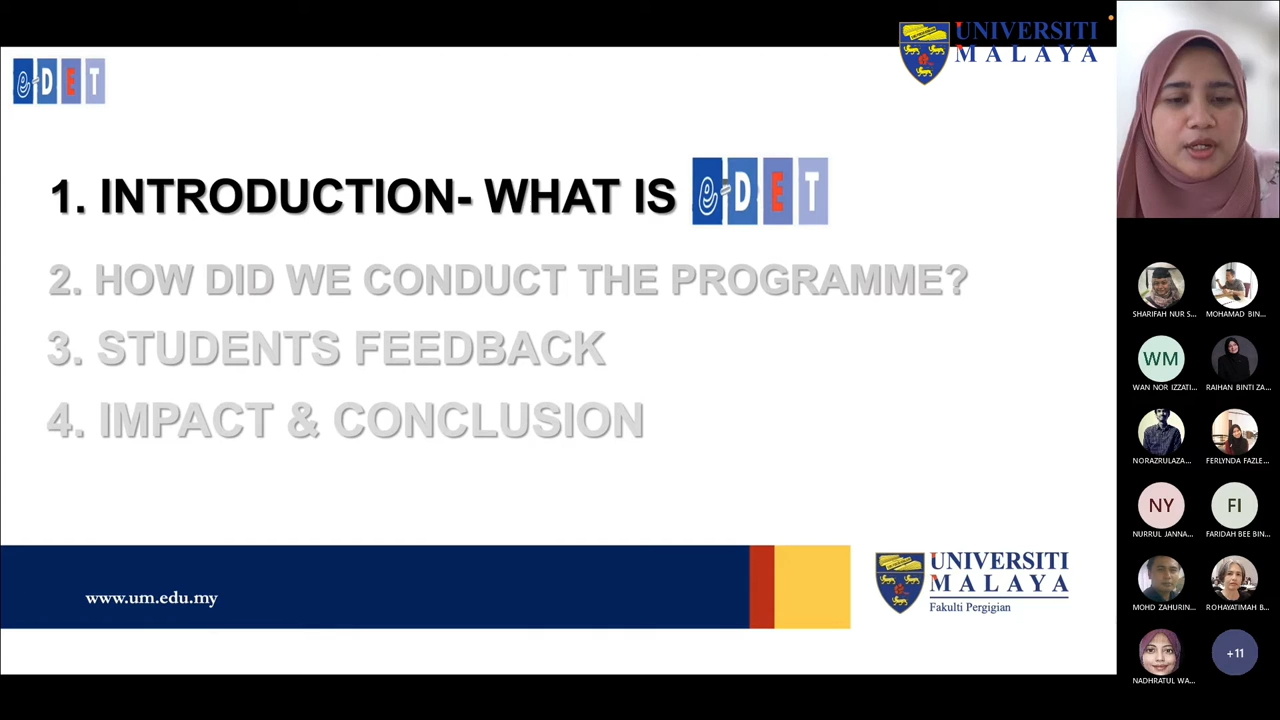 UNIVERSITI
MALAYA
e-DET
1. INTRODUCTION- WHAT IS e-DET
2. HOW DID WE CONDUCT THE PROGRAMME?
3. STUDENTS FEEDBACK
4. IMPACT & CONCLUSION
www.um.edu.my
UNIVERSITI
MALAYA
Fakulti Pergigian
SHARIFAH NUR S...
MOHAMAD BIN...
WM
WAN NOR IZZATI...
RAIHAN BINTI ZA...
NORAZRULAZA...
FERLYNDA FAZLE...
NY
FI
NURRUL JANNA...
FARIDAH BEE BIN...
MOHD ZAHURIN...
ROHAYATIMAH B...
+11
NADHRATUL WA...